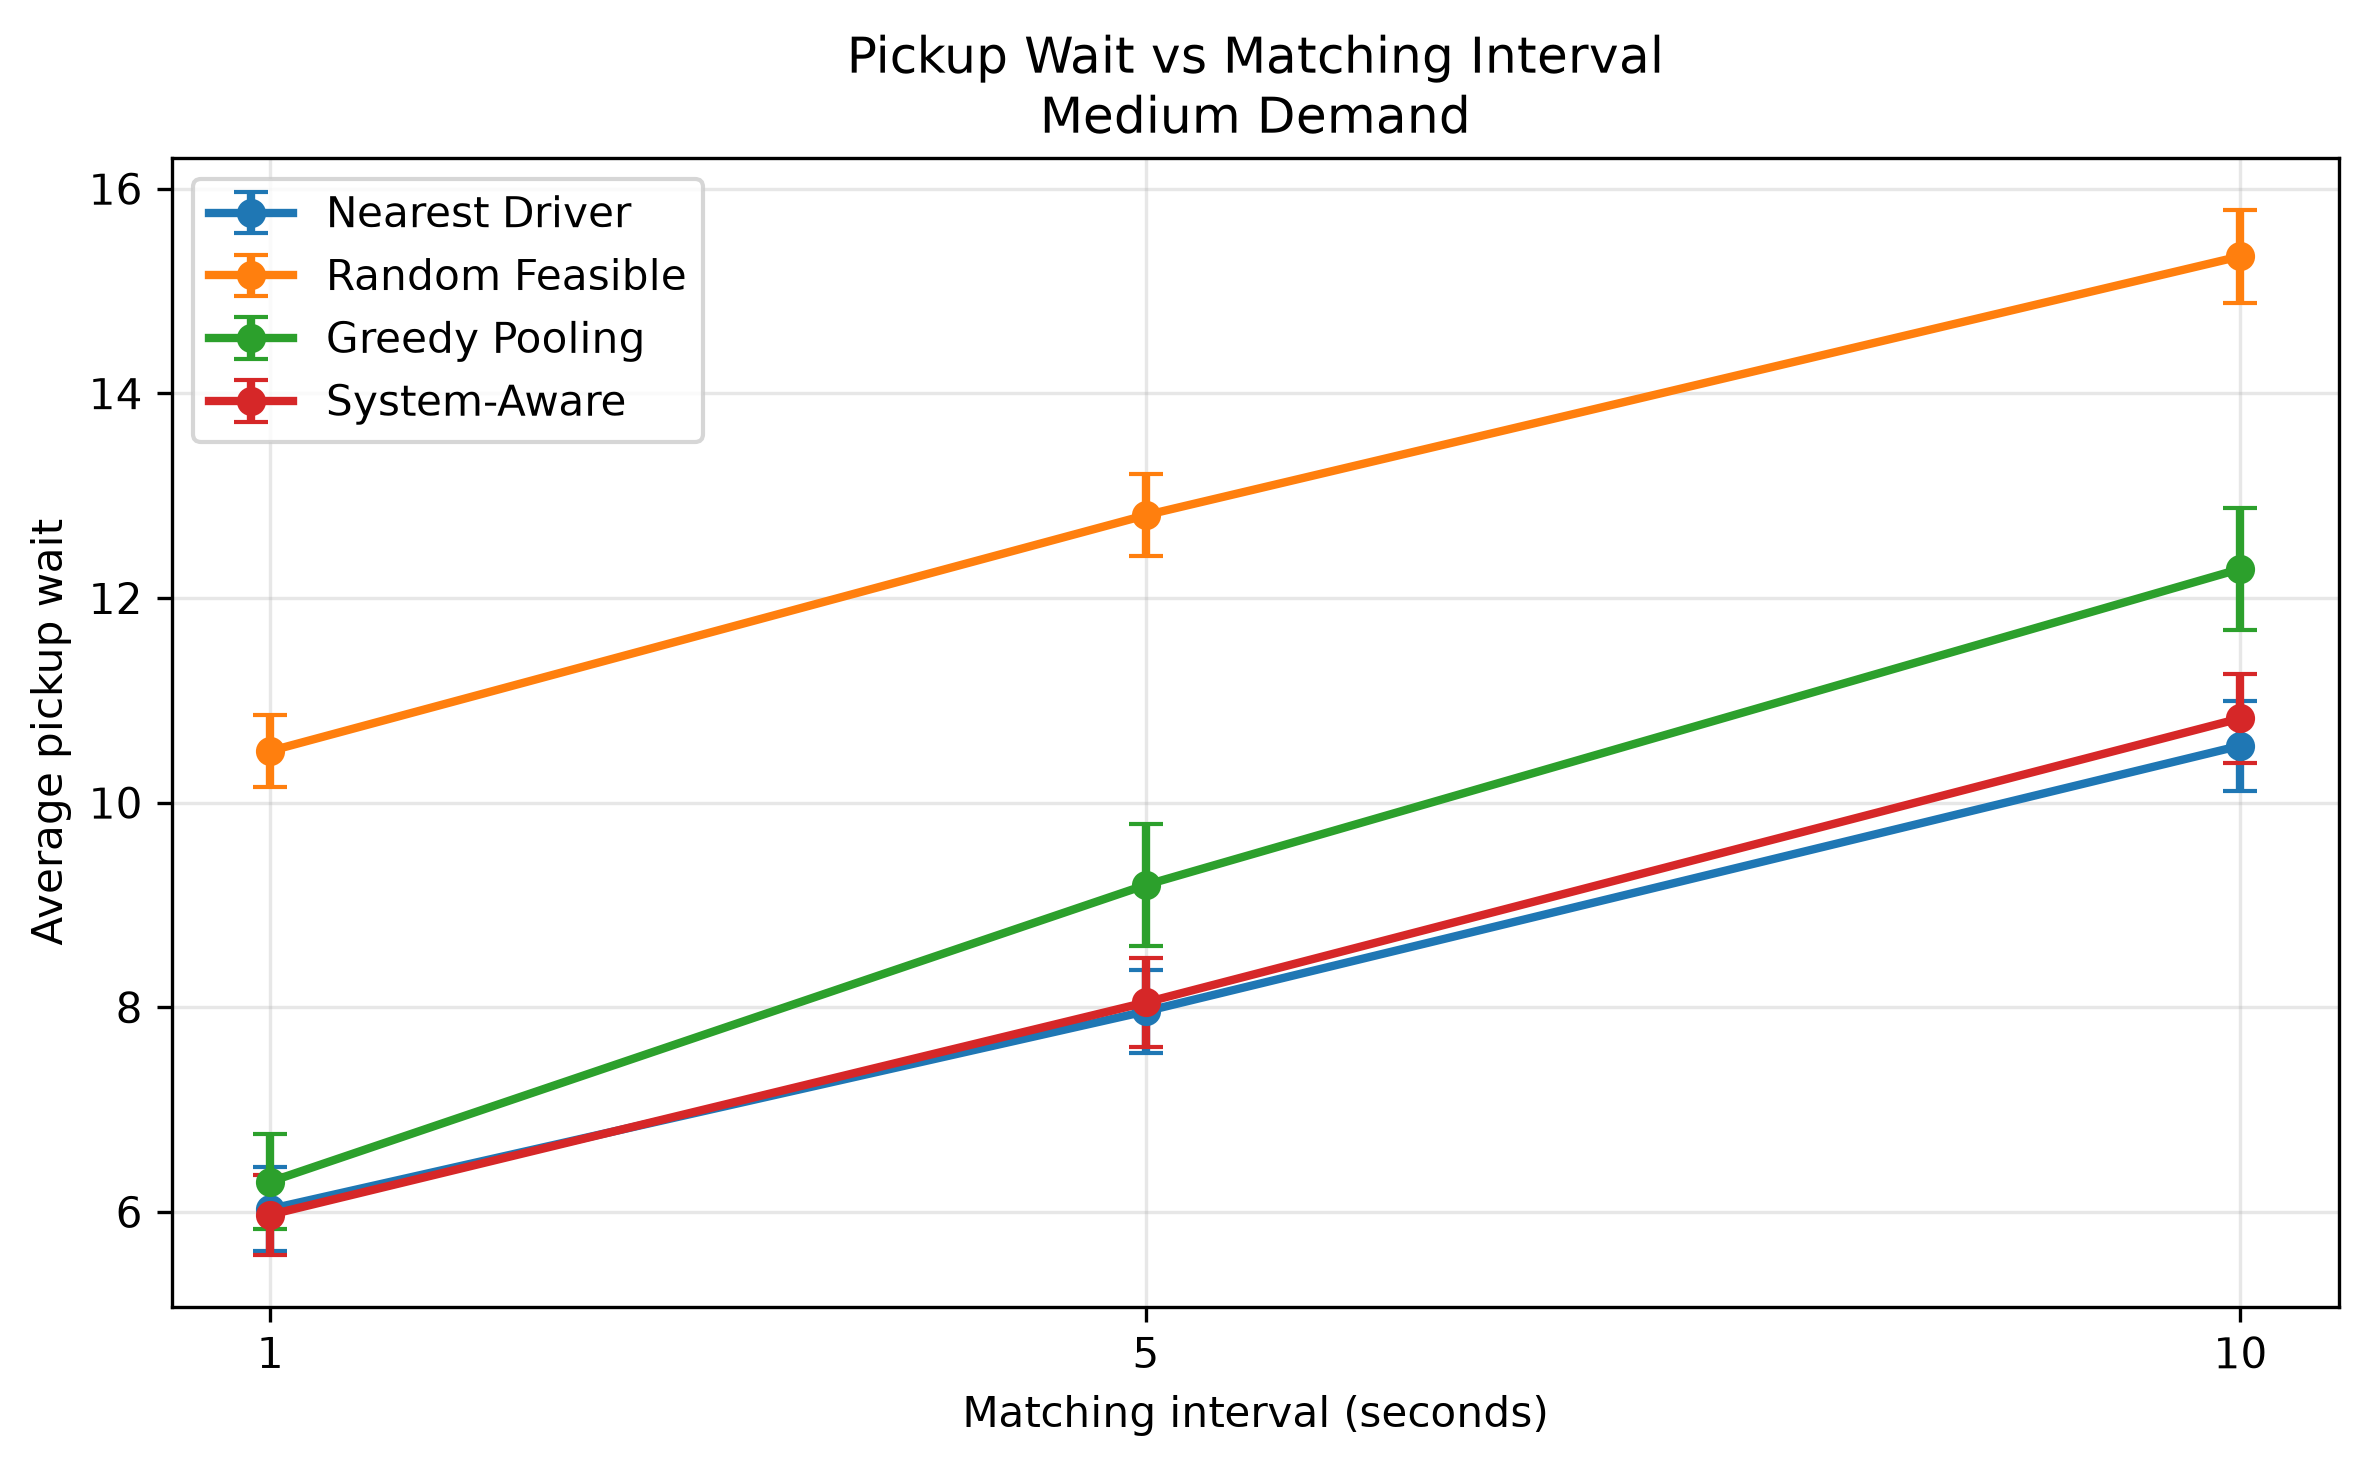 Pickup Wait vs Matching Interval
Medium Demand
Nearest Driver
Random Feasible
Greedy Pooling
System-Aware
Average pickup wait
16
14
12
10
8
6
1 5 10
Matching interval (seconds)